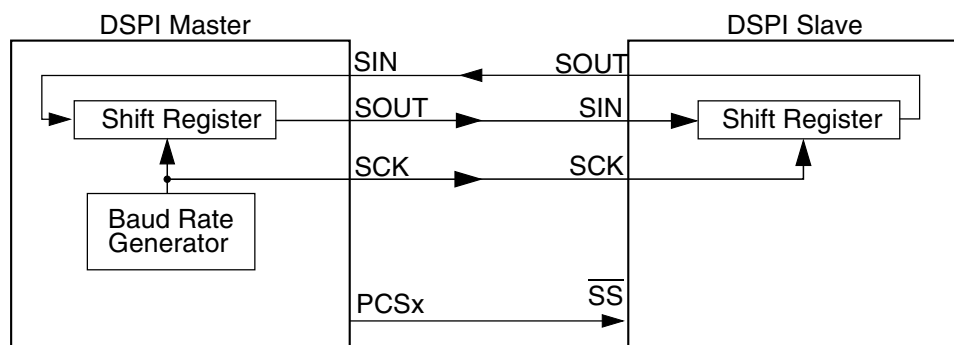 DSPI Master
DSPI Slave
SIN
SOUT
Shift Register
SOUT
SIN
Shift Register
SCK
SCK
Baud Rate
Generator
PCSx
SS